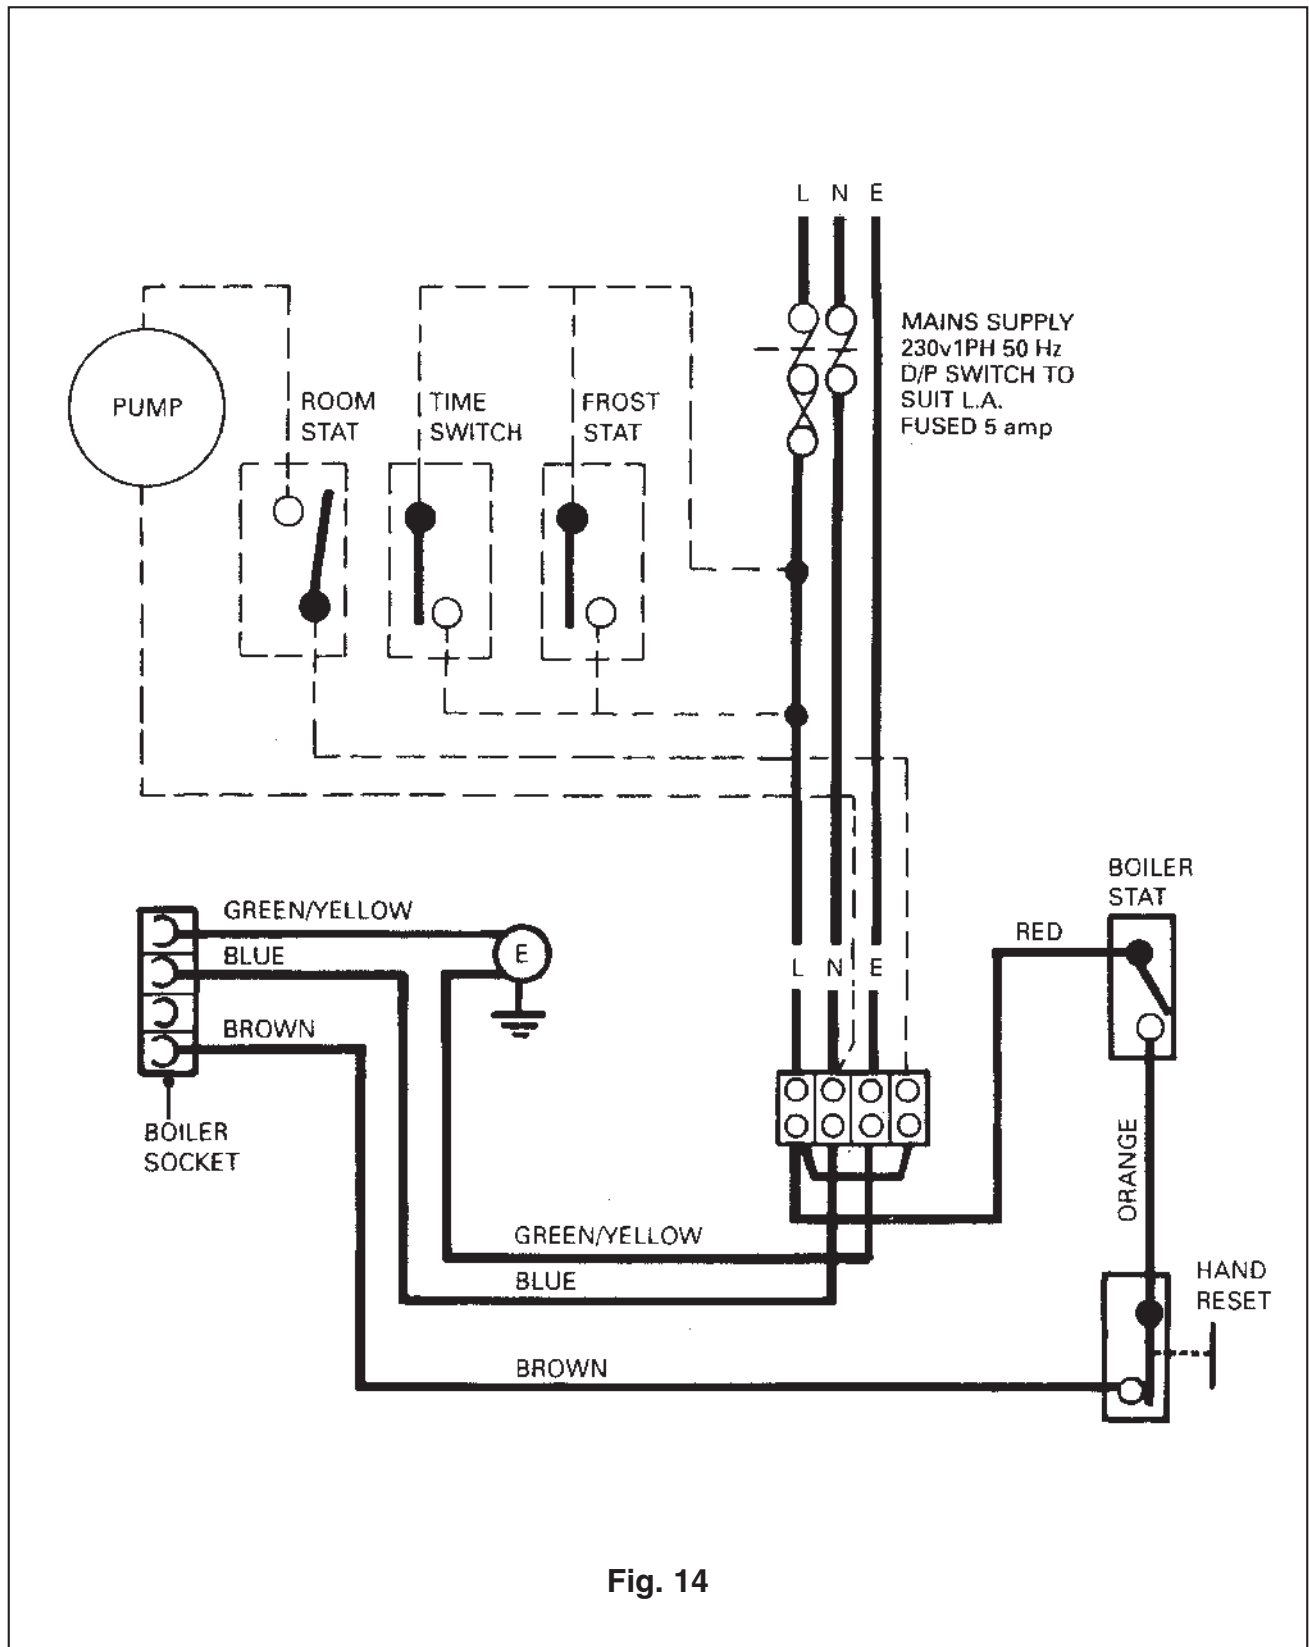 L N E
MAINS SUPPLY
230v1PH 50 Hz
D/P SWITCH TO
SUIT L.A.
FUSED 5 amp
PUMP
ROOM
STAT
TIME
SWITCH
FROST
STAT
BOILER
STAT
RED
GREEN/YELLOW
BLUE
E
BROWN
L N E
BOILER
SOCKET
ORANGE
GREEN/YELLOW
BLUE
HAND
RESET
BROWN
Fig. 14